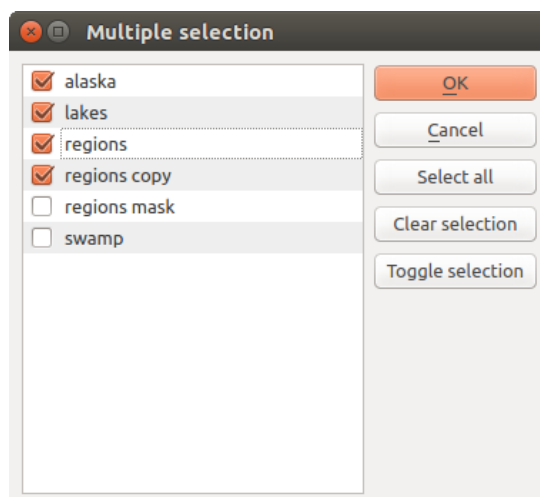 Multiple selection
alaska
lakes
regions
regions copy
regions mask
swamp
OK
Cancel
Select all
Clear selection
Toggle selection